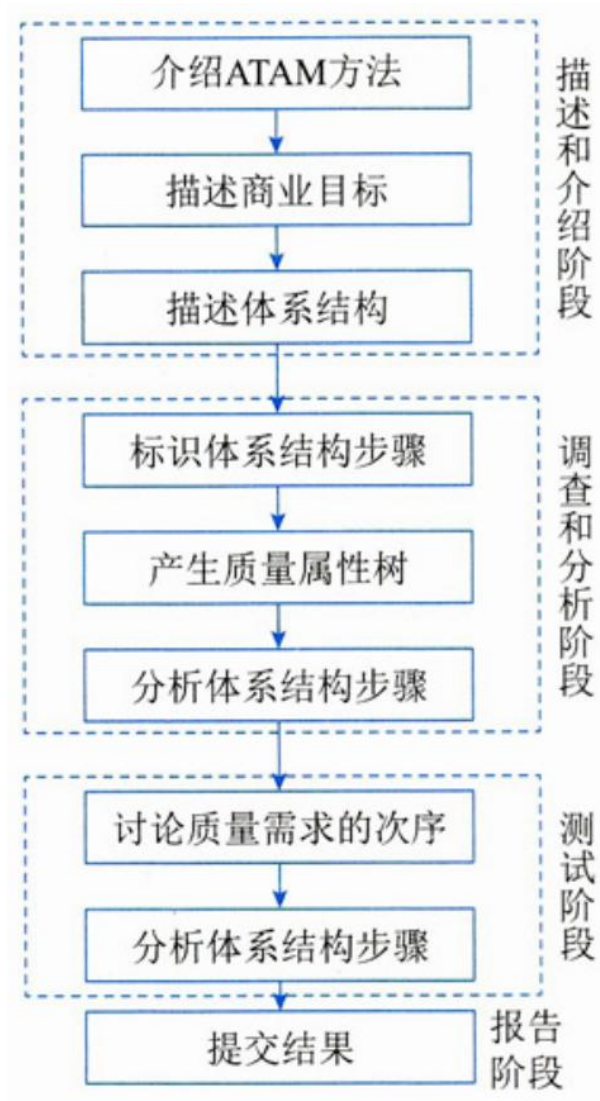 介绍ATAM方法
描述商业目标
描述体系结构
描述和介绍阶段
标识体系结构步骤
产生质量属性树
分析体系结构步骤
调查和分析阶段
讨论质量需求的次序
分析体系结构步骤
测试阶段
提交结果
报告
阶段